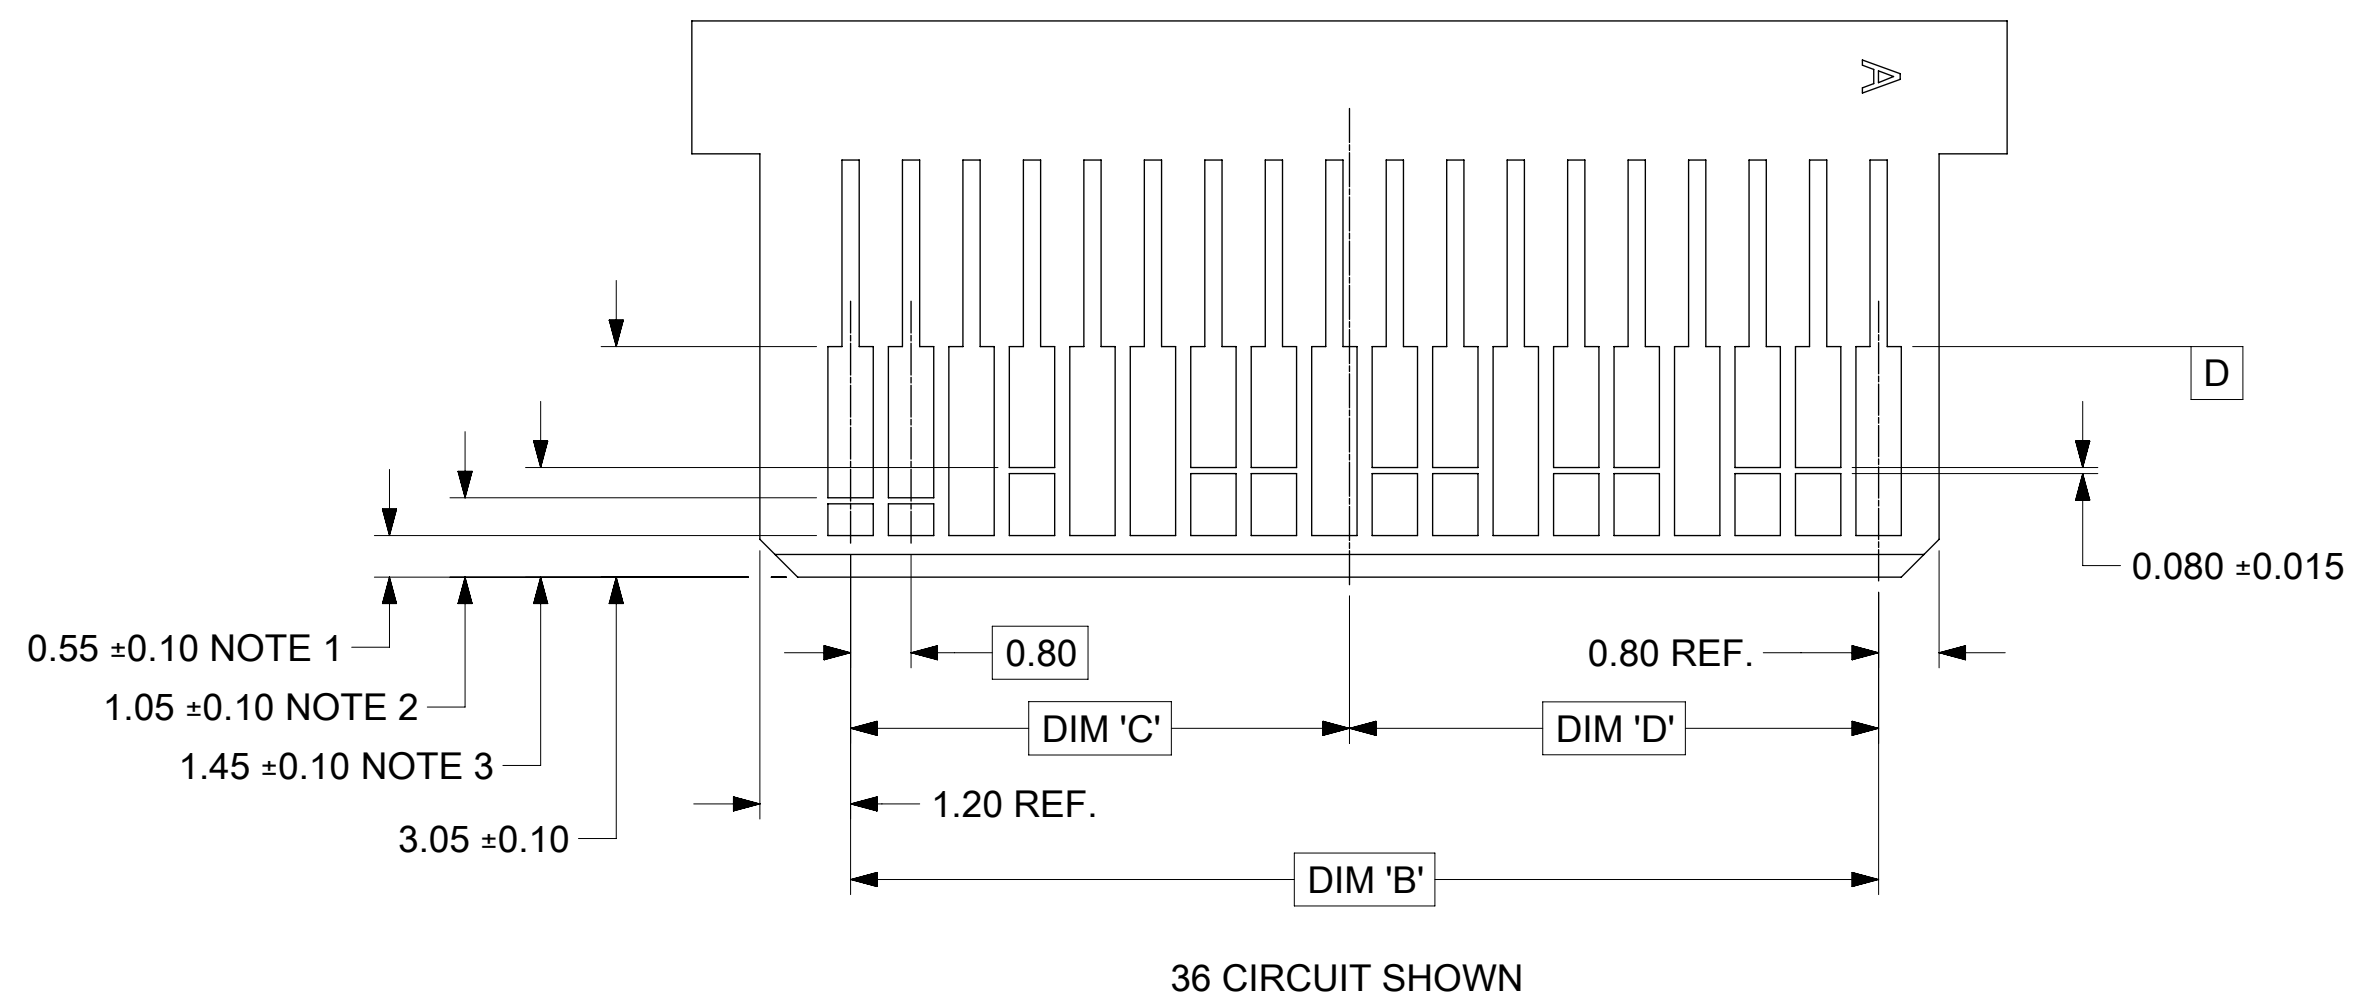 A
D
0.080 ±0.015
0.55 ±0.10 NOTE 1
0.80
0.80 REF.
1.05 ±0.10 NOTE 2
DIM 'C'
DIM 'D'
1.45 ±0.10 NOTE 3
1.20 REF.
3.05 ±0.10
DIM 'B'
36 CIRCUIT SHOWN